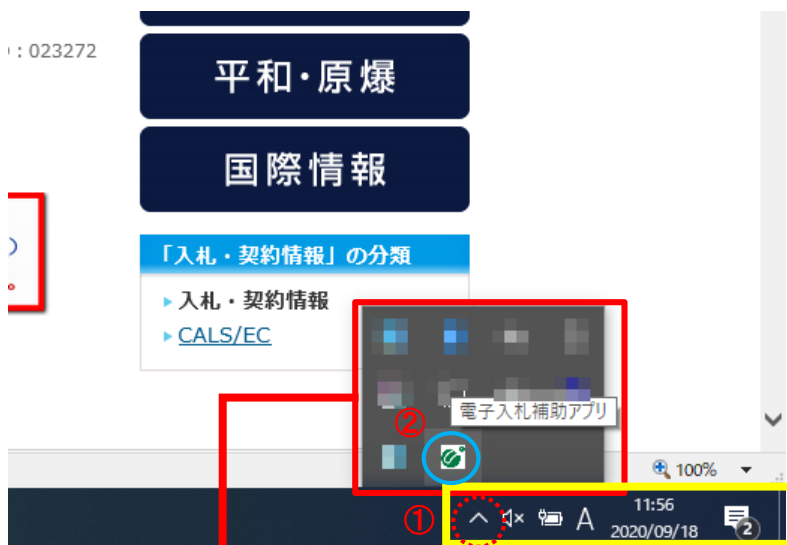 : 023272
平和・原爆
国際情報
「入札・契約情報」の分類
入札・契約情報
CALS/EC
の
。
②
電子入札補助アプリ
100%
①
A
11:56
2020/09/18
2